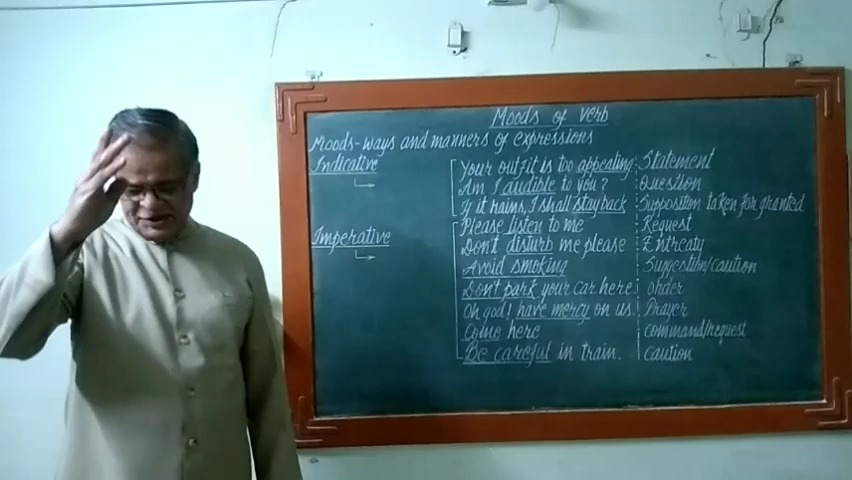 Moods of verb
Moods-ways and manners of expressions
Indicative Your outfit is too appealing Statement
Am I audible to you? Question
If it rains, I shall stay back Supposition taken for granted
Please listen to me Request
Imperative Don't disturb me please Entreaty
Avoid smoking Suggestion/caution
Don't park your car here. order
Oh god! have mercy on us. Prayer
Come here command/request
Be careful in train. caution